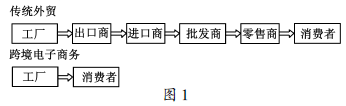 传统外贸
工厂 出口商 进口商 批发商 零售商 消费者
跨境电子商务
工厂 消费者
图 1